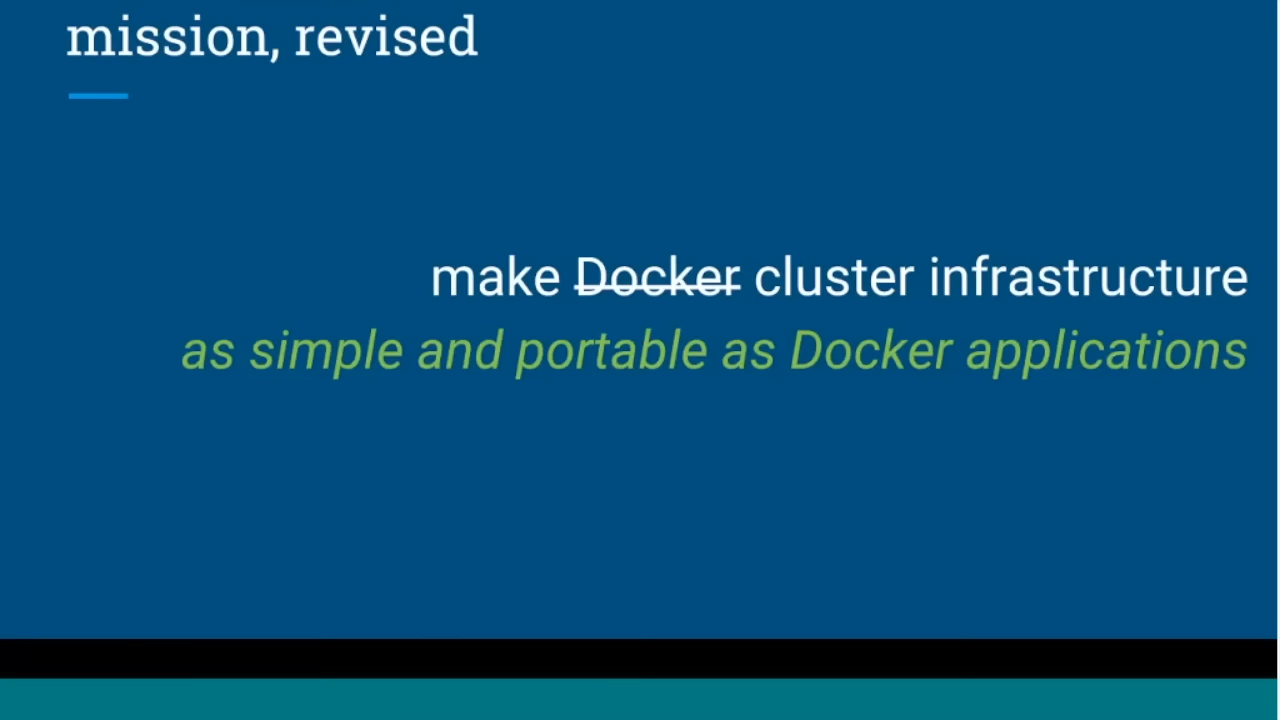 mission, revised
make Docker cluster infrastructure
as simple and portable as Docker applications